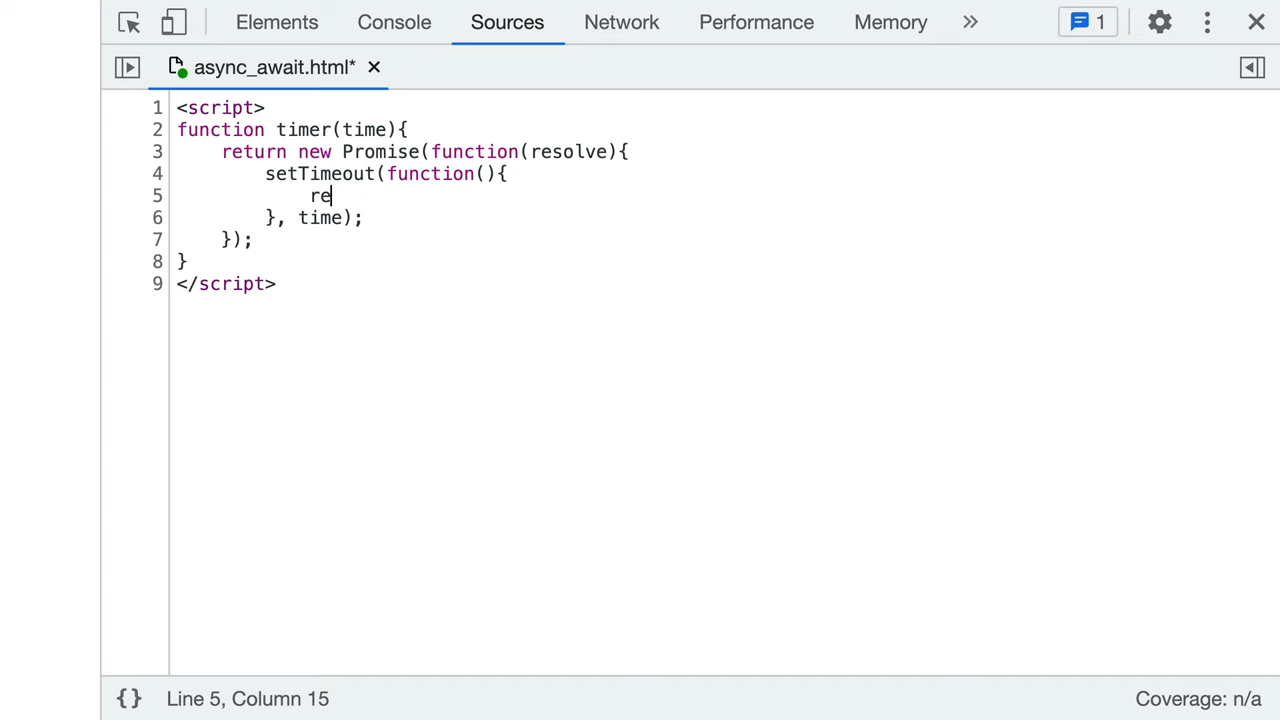 Elements Console Sources Network Performance Memory » 1
async_await.html*
1 <script>
2 function timer(time){
3     return new Promise(function(resolve){
4         setTimeout(function(){
5             re
6         }, time);
7     });
8 }
9 </script>
{} Line 5, Column 15 Coverage: n/a